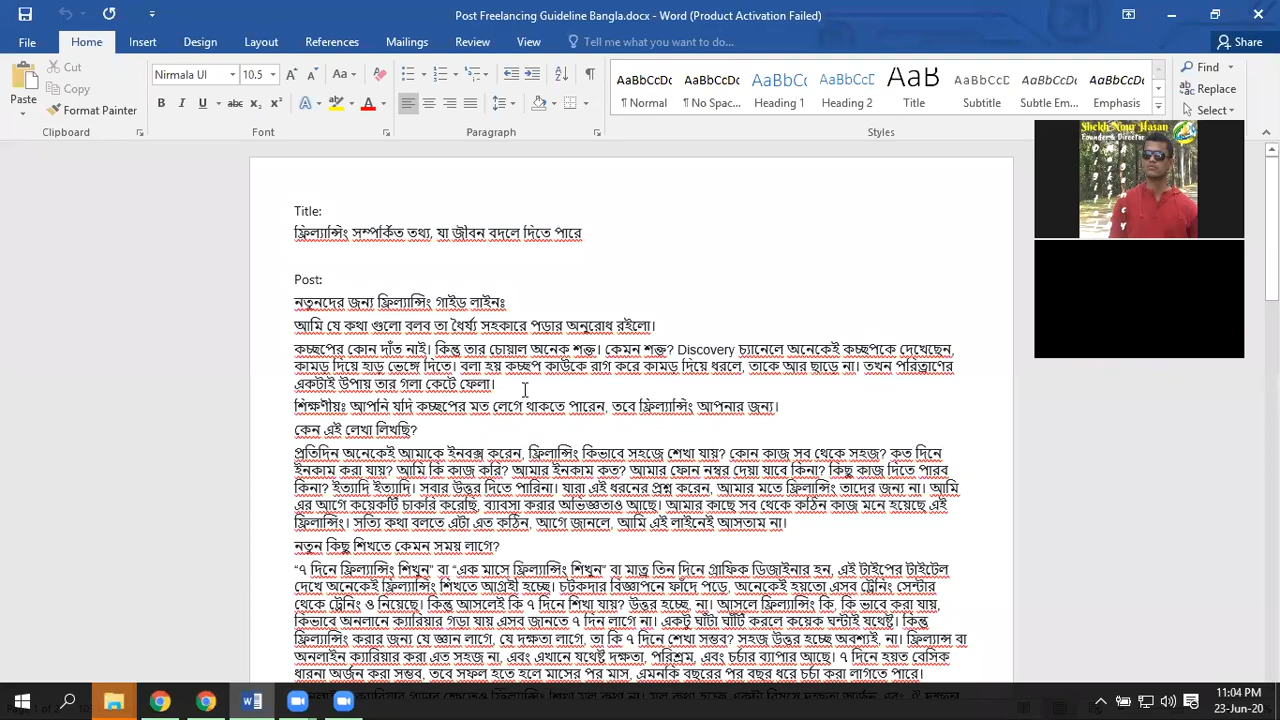 Post Freelancing Guideline Bangla.docx - Word (Product Activation Failed)
File Home Insert Design Layout References Mailings Review View Tell me what you want to do... Share
Paste Cut Copy Format Painter
Nirmala UI 10.5
Find Replace Select
AaBbCcDc AaBbCcDc AaBbCc AaBbCcC AaB AaBbCcC AaBbCcDc AaBbCcDc
¶ Normal ¶ No Spac... Heading 1 Heading 2 Title Subtitle Subtle Em... Emphasis
Clipboard Font Paragraph Styles
Founder & Director
Title:
ফ্রিল্যান্সিং সম্পর্কিত তথ্য, যা জীবন বদলে দিতে পারে
Post:
নতুনদের জন্য ফ্রিল্যান্সিং গাইড লাইনঃ
আমি যে কথা গুলো বলব তা ধৈর্য্য সহকারে পডার অনুরোধ রইলো।
কচ্ছপের কোন দ্যাঁত নাই। কিন্তু তার চোয়াল অনেক শক্ত। কেমন শক্ত? Discovery চ্যানেলে অনেকেই কচ্ছপকে দেখেছেন,
কামড দিয়ে হাড ভেঙ্গে দিতে। বলা হয় কচ্ছপ কাউকে রাগ করে কামড দিয়ে ধরলে, তাকে আর ছাডে না। তখন পরিত্রাণের
একটাই উপায় তার গলা কেটে ফেলা।
শিক্ষণীয়ঃ আপনি যদি কচ্ছপের মত লেগে থাকতে পারেন, তবে ফ্রিল্যান্সিং আপনার জন্য।
কেন এই লেখা লিখছি?
প্রতিদিন অনেকেই আমাকে ইনবক্স করেন, ফ্রিলান্সিং কিভাবে সহজে শেখা যায়? কোন কাজ সব থেকে সহজ? কত দিনে
ইনকাম করা যায়? আমি কি কাজ করি? আমার ইনকাম কত? আমার ফোন নম্বর দেয়া যাবে কিনা? কিছু কাজ দিতে পারব
কিনা? ইত্যাদি ইত্যাদি। সবার উত্তর দিতে পারিনা। যারা এই ধরনের প্রশ্ন করেন, আমার মতে ফ্রিলান্সিং তাদের জন্য না। আমি
এর আগে কয়েকটি চাকরি করেছি, ব্যাবসা করার অভিজ্ঞতাও আছে। আমার কাছে সব থেকে কঠিন কাজ মনে হয়েছে এই
ফ্রিলান্সিং। সত্যি কথা বলতে এটা এত কঠিন, আগে জানলে, আমি এই লাইনেই আসতাম না।
নতুন কিছু শিখতে কেমন সময় লাগে?
“৭ দিনে ফ্রিল্যান্সিং শিখুন” বা “এক মাসে ফ্রিল্যান্সিং শিখুন” বা মাত্র তিন দিনে গ্রাফিক ডিজাইনার হন, এই টাইপের টাইটেল
দেখে অনেকেই ফ্রিল্যান্সিং শিখতে আগ্রহী হচ্ছে। চটকদার বিজ্ঞাপনে ফাঁদে পড়ে, অনেকেই হয়তো এসব ট্রেনিং সেন্টার
থেকে ট্রেনিং ও নিয়েছে। কিন্তু আসলেই কি ৭ দিনে শিখা যায়? উত্তর হচ্ছে, না। আসলে ফ্রিল্যান্সিং কি, কি ভাবে করা যায়,
কিভাবে অনলানে ক্যারিয়ার গডা যায় এসব জানতে ৭ দিন লাগে না। একটু ঘাঁটা ঘাঁটি করলে কয়েক ঘন্টাই যথেষ্ট। কিন্তু
ফ্রিল্যান্সিং করার জন্য যে জ্ঞান লাগে, যে দক্ষতা লাগে, তা কি ৭ দিনে শেখা সম্ভব? সহজ উত্তর হচ্ছে অবশ্যই, না। ফ্রিল্যান্স বা
অনলাইন ক্যারিয়ার করা এত সহজ না, এবং এখানে যথেষ্ট দক্ষতা, পরিশ্রম, এবং চর্চার ব্যাপার আছে। ৭ দিনে হয়ত বেসিক
ধারনা অর্জন করা সম্ভব, তবে সফল হতে হলে মাসের পর মাস, এমনকি বছরের পর বছর ধরে চর্চা করা লাগতে পারে।
11:04 PM
23-Jun-20